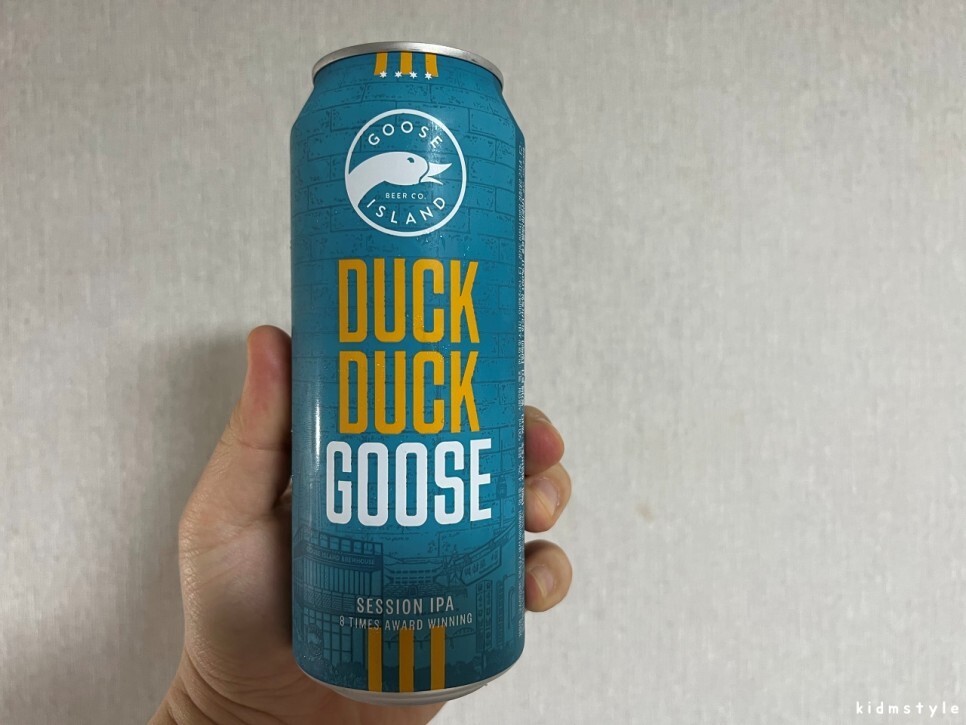 GOOSE
BEER CO.
ISLAND
DUCK
DUCK
GOOSE
SESSION IPA
8 TIMES AWARD WINNING
kidmstyle